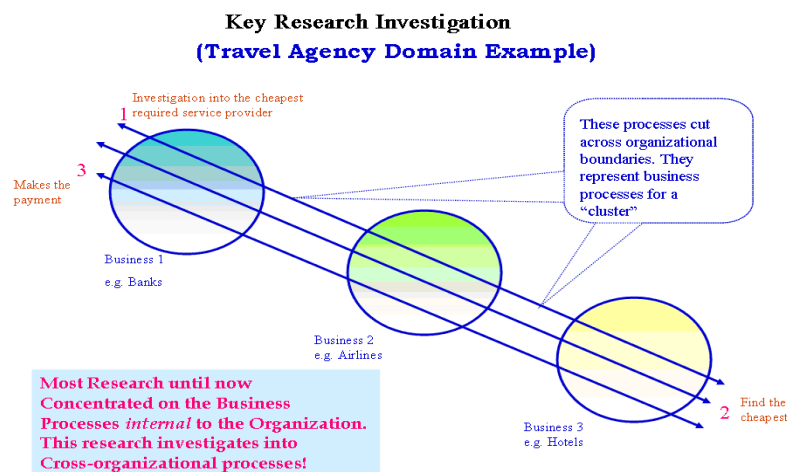 Key Research Investigation
(Travel Agency Domain Example)
1
Investigation into the cheapest
required service provider
3
Makes the
payment
These processes cut
across organizational
boundaries. They
represent business
processes for a
“cluster”
Business 1
e.g. Banks
Business 2
e.g. Airlines
Business 3
e.g. Hotels
2
Find the
cheapest
Most Research until now
Concentrated on the Business
Processes internal to the Organization.
This research investigates into
Cross-organizational processes!